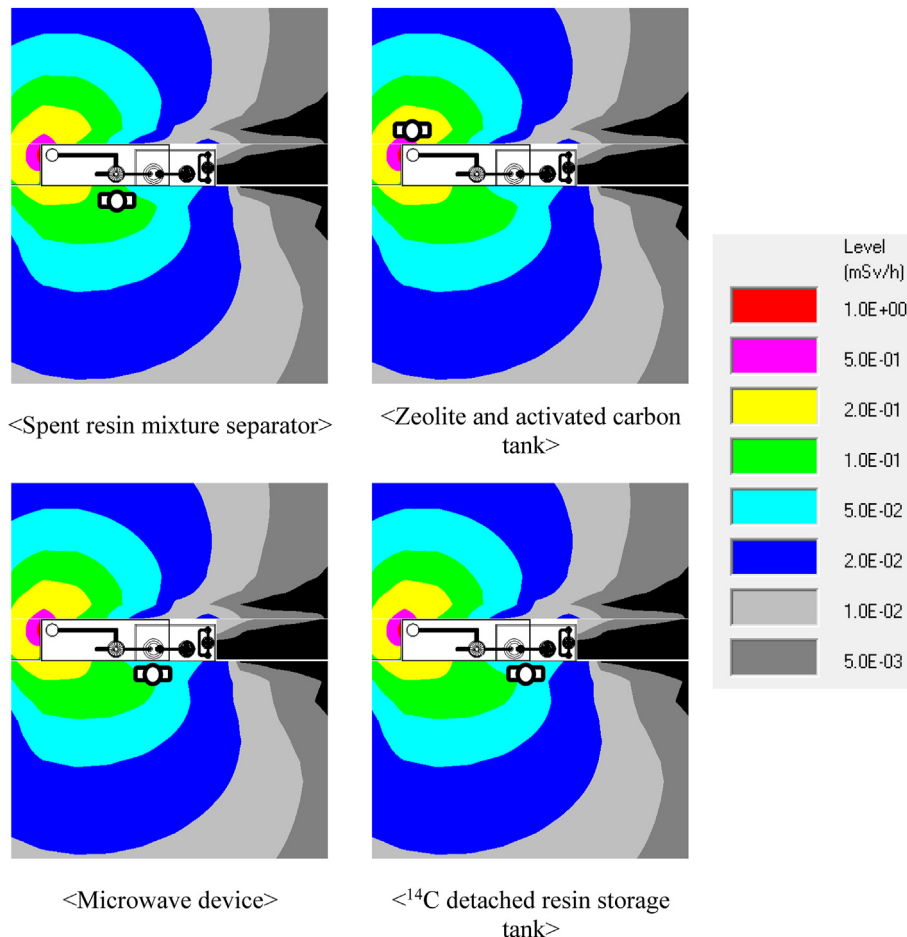 <Spent resin mixture separator>
<Zeolite and activated carbon
tank>
<Microwave device>
<¹⁴C detached resin storage
tank>
Level
(mSv/h)
1.0E+00
5.0E-01
2.0E-01
1.0E-01
5.0E-02
2.0E-02
1.0E-02
5.0E-03